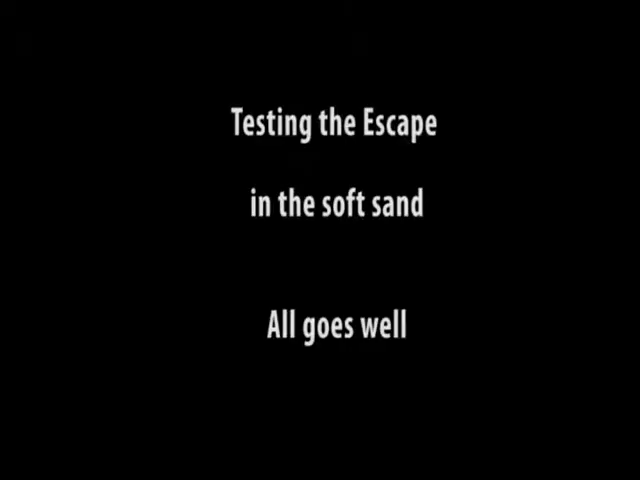 Testing the Escape
in the soft sand
All goes well